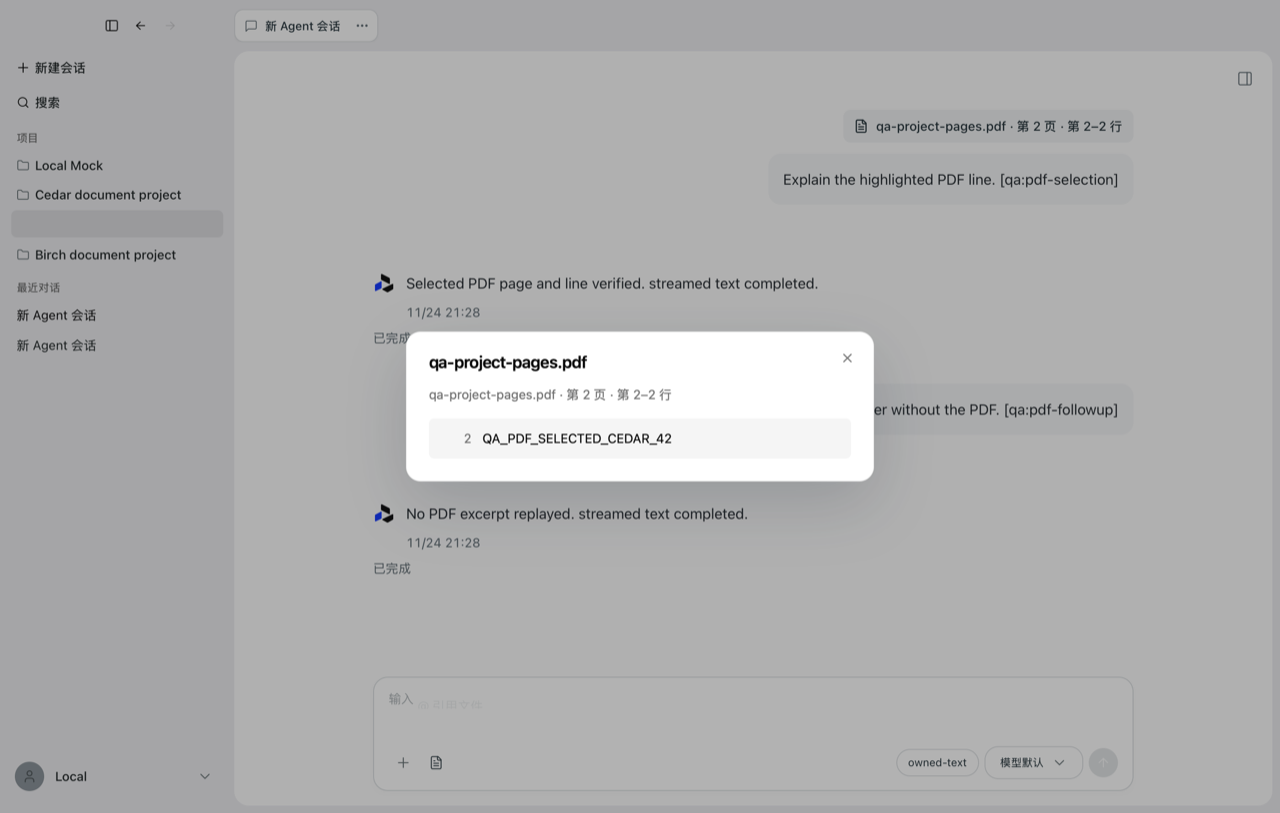 新 Agent 会话 ···
新建会话
搜索
项目
Local Mock
Cedar document project
Birch document project
最近对话
新 Agent 会话
新 Agent 会话
Local
qa-project-pages.pdf · 第 2 页 · 第 2–2 行
Explain the highlighted PDF line. [qa:pdf-selection]
Selected PDF page and line verified. streamed text completed.
11/24 21:28
已完成
qa-project-pages.pdf
qa-project-pages.pdf · 第 2 页 · 第 2–2 行
2 QA_PDF_SELECTED_CEDAR_42
without the PDF. [qa:pdf-followup]
No PDF excerpt replayed. streamed text completed.
11/24 21:28
已完成
输入
owned-text
模型默认